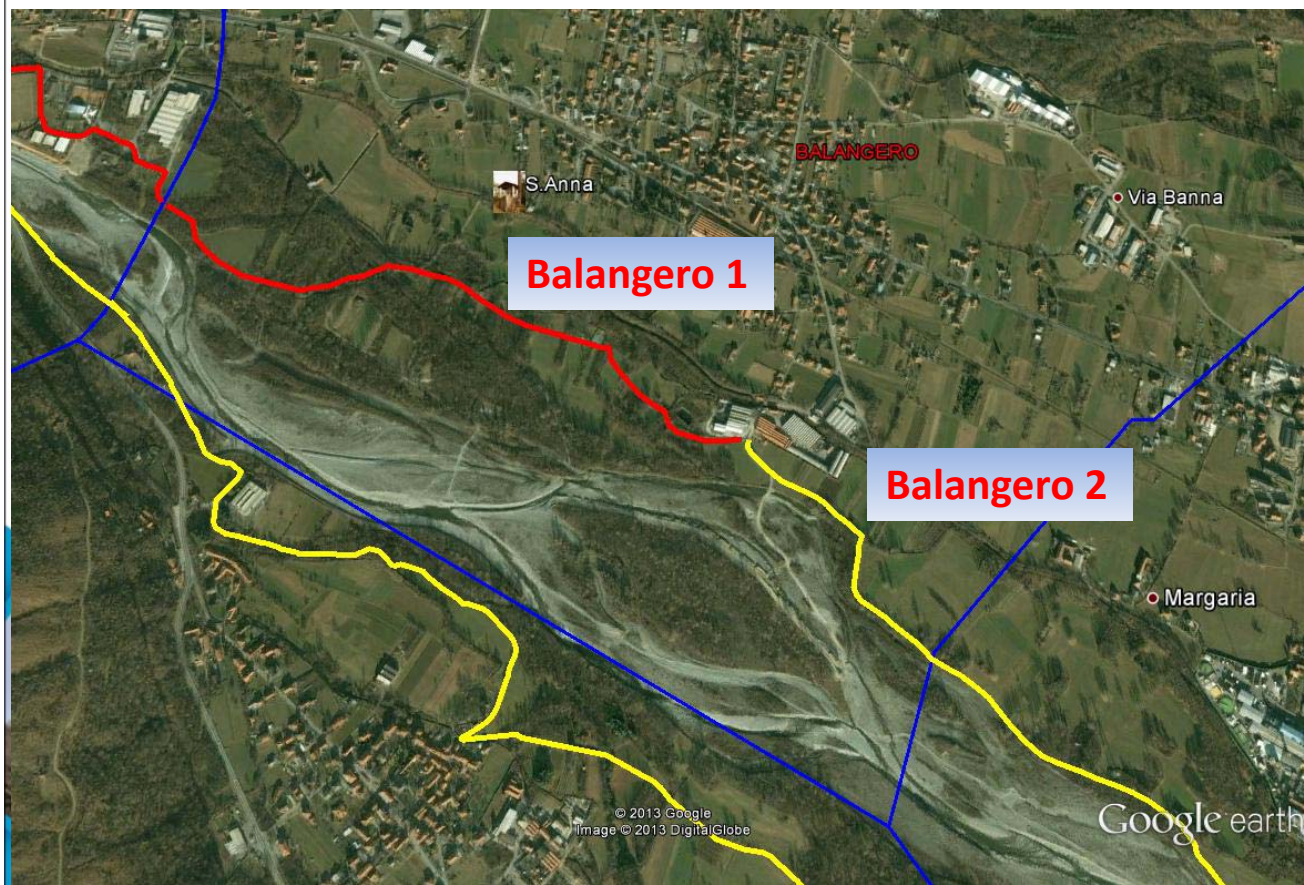 BALANGERO
S.Anna
Via Banna
Balangero 1
Balangero 2
Margaria
© 2013 Google
Image © 2013 DigitalGlobe
Google earth